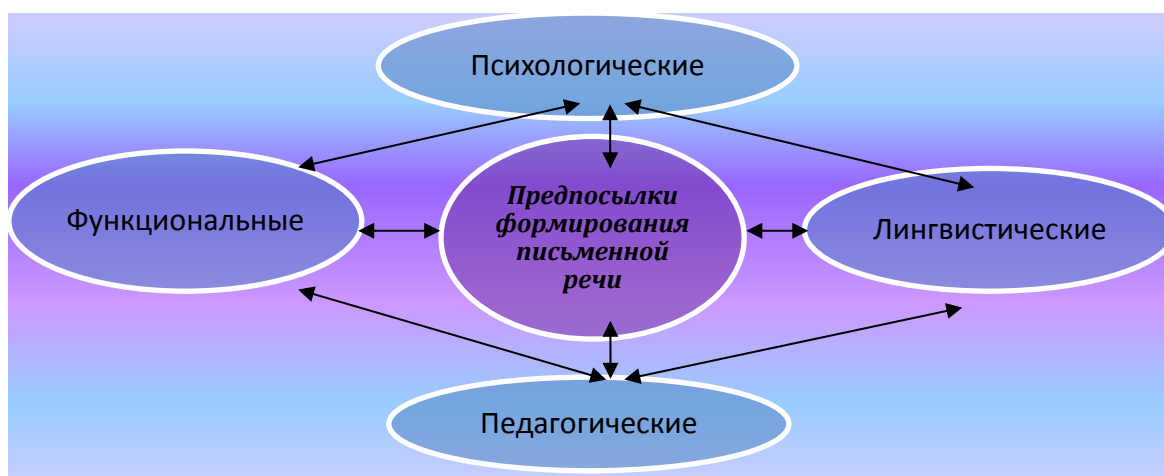 Психологические
Функциональные
Предпосылки
формирования
письменной
речи
Лингвистические
Педагогические